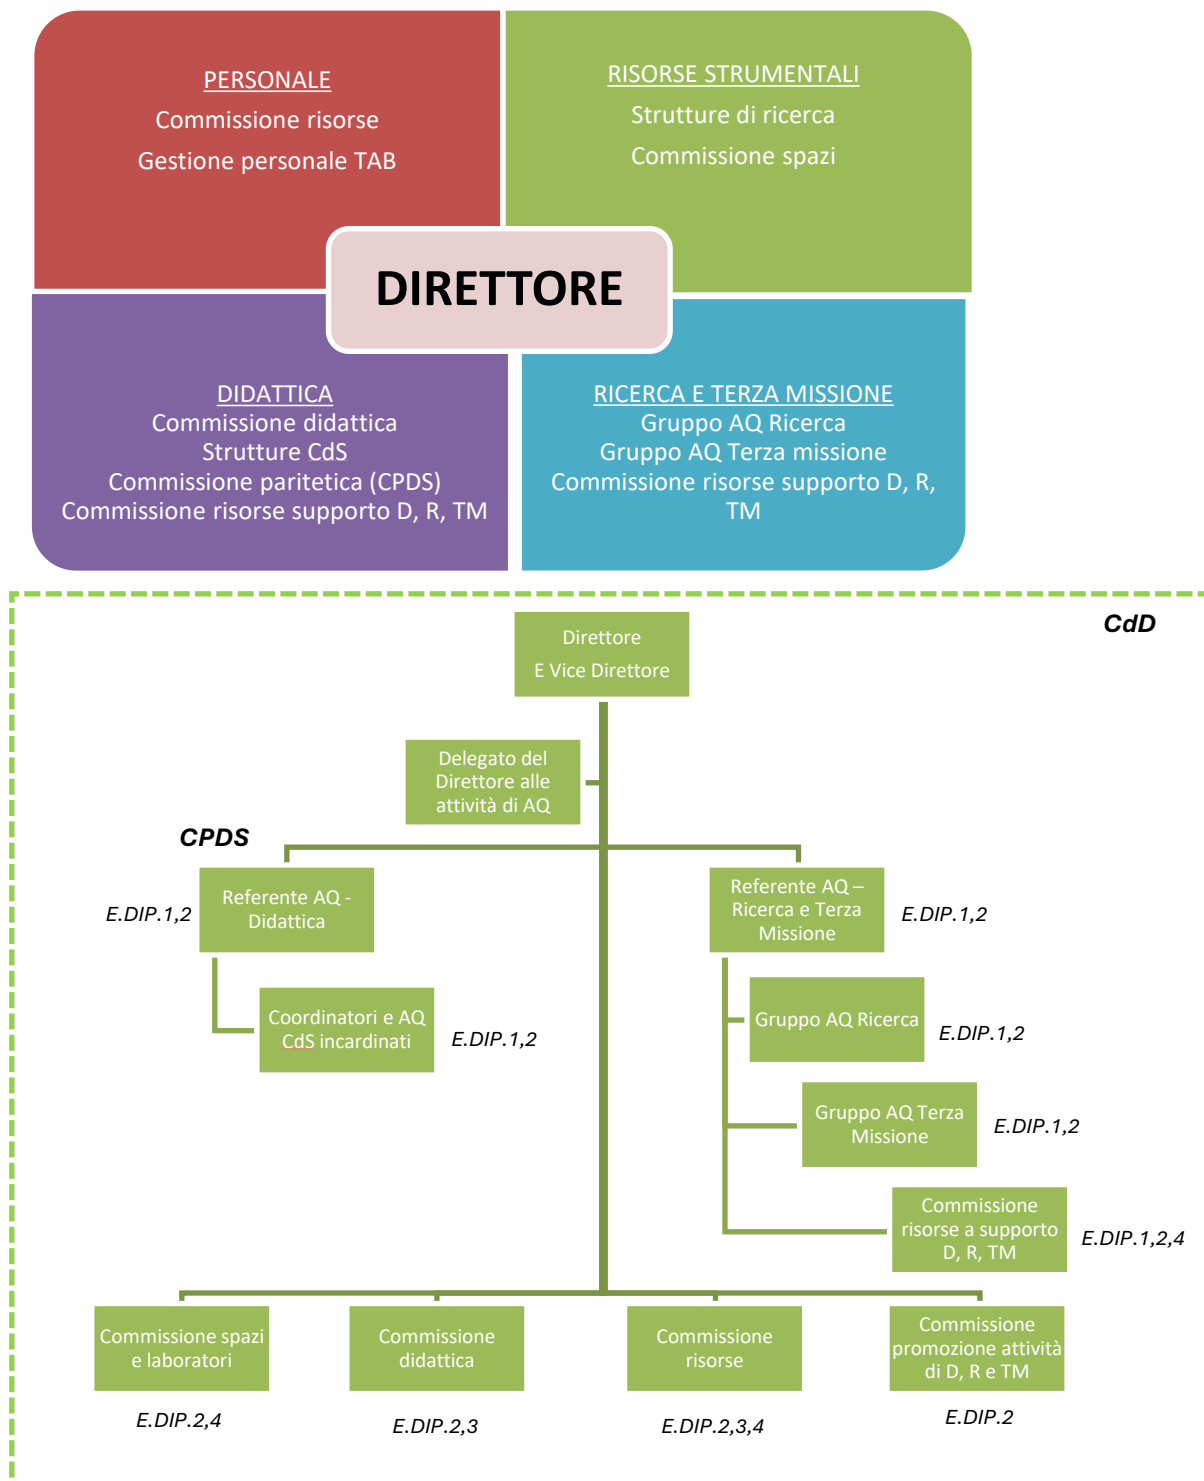 PERSONALE
Commissione risorse
Gestione personale TAB
RISORSE STRUMENTALI
Strutture di ricerca
Commissione spazi
DIRETTORE
DIDATTICA
Commissione didattica
Strutture CdS
Commissione paritetica (CPDS)
Commissione risorse supporto D, R, TM
RICERCA E TERZA MISSIONE
Gruppo AQ Ricerca
Gruppo AQ Terza missione
Commissione risorse supporto D, R,
TM
CdD
Direttore
E Vice Direttore
Delegato del
Direttore alle
attività di AQ
CPDS
Referente AQ -
Didattica
E.DIP.1,2
Referente AQ –
Ricerca e Terza
Missione
E.DIP.1,2
Coordinatori e AQ
CdS incardinati
E.DIP.1,2
Gruppo AQ Ricerca
E.DIP.1,2
Gruppo AQ Terza
Missione
E.DIP.1,2
Commissione
risorse a supporto
D, R, TM
E.DIP.1,2,4
Commissione spazi
e laboratori
E.DIP.2,4
Commissione
didattica
E.DIP.2,3
Commissione
risorse
E.DIP.2,3,4
Commissione
promozione attività
di D, R e TM
E.DIP.2